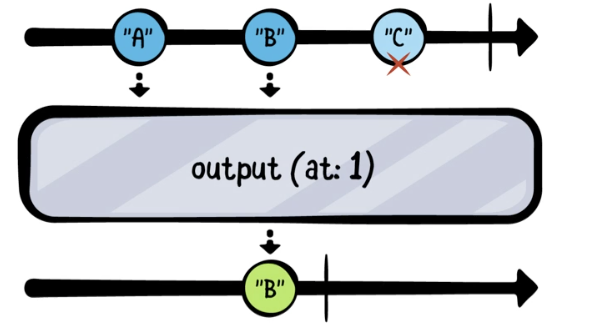 "A" "B" "C"
output (at: 1)
"B"